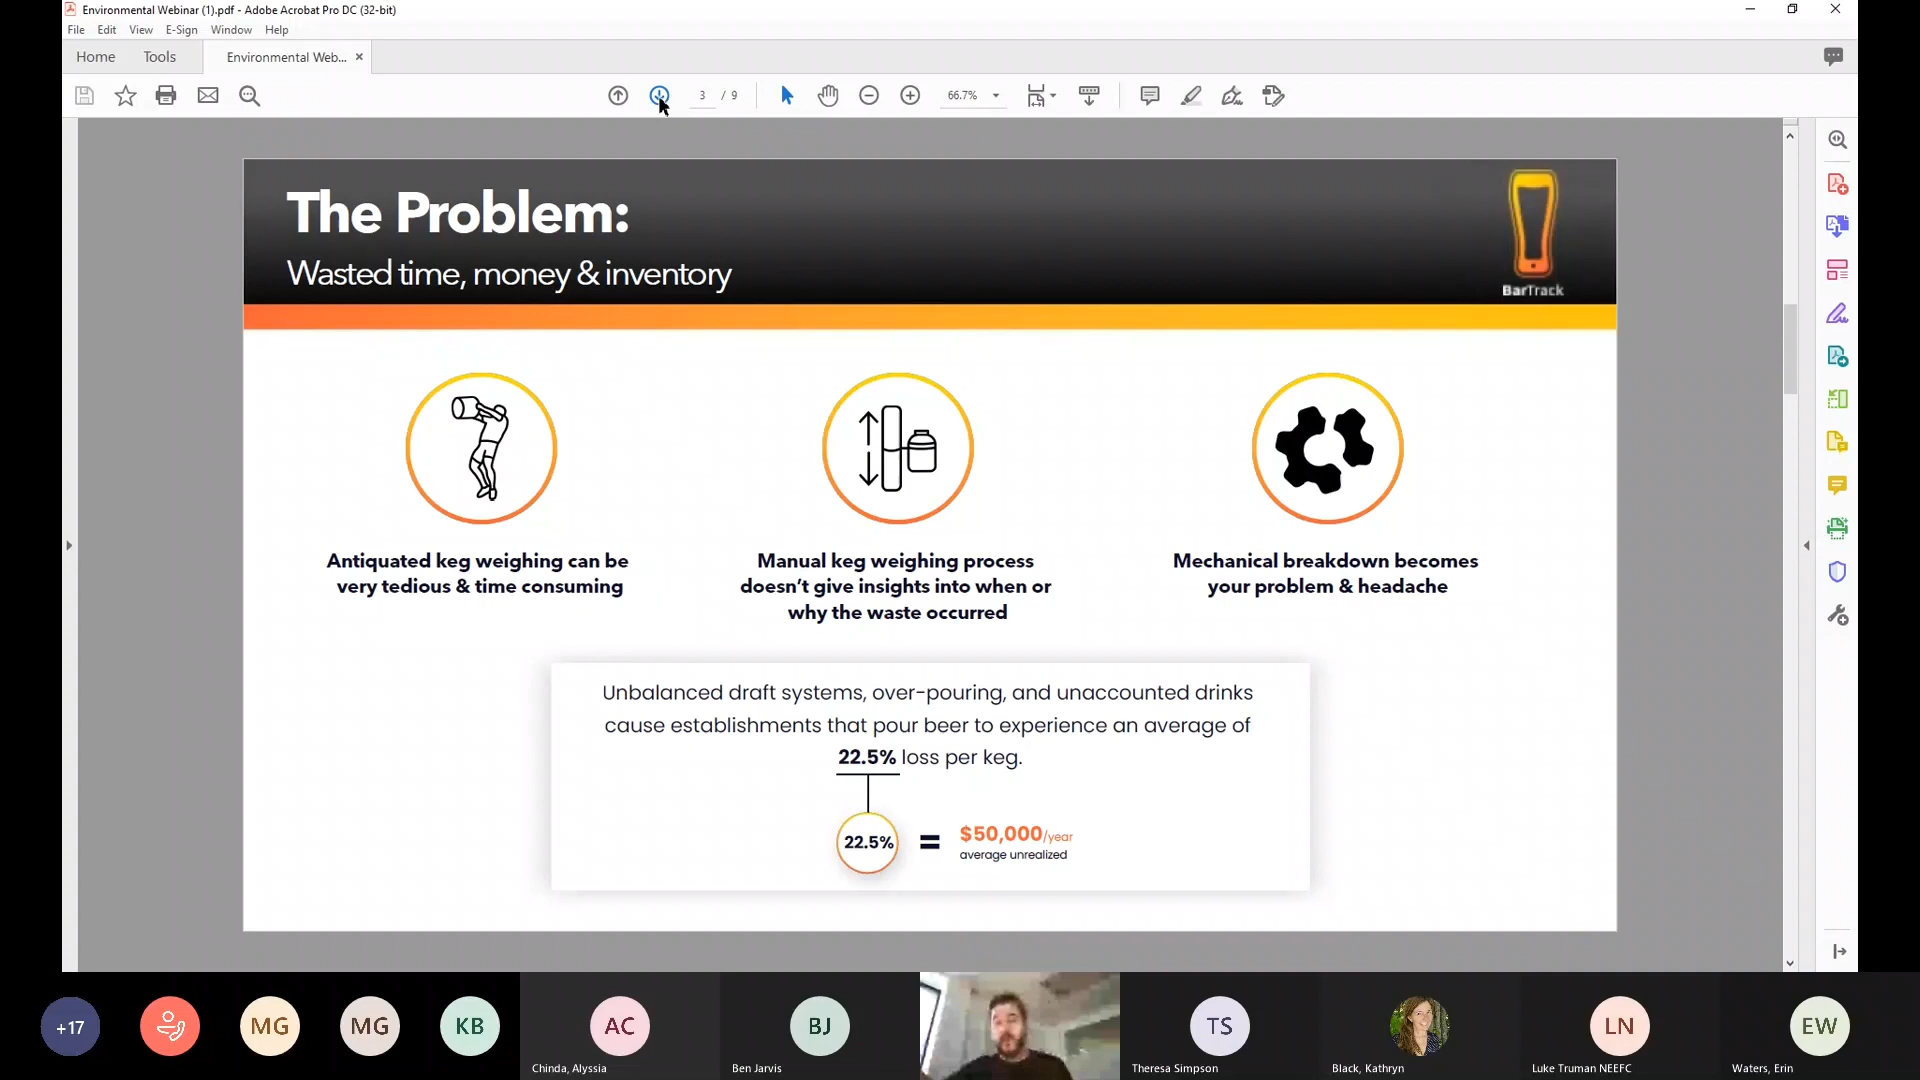 Environmental Webinar (1).pdf - Adobe Acrobat Pro DC (32-bit)
File Edit View E-Sign Window Help
Home Tools Environmental Web... ×
3 / 9 66.7%
The Problem:
Wasted time, money & inventory
BarTrack
Antiquated keg weighing can be
very tedious & time consuming
Manual keg weighing process
doesn't give insights into when or
why the waste occurred
Mechanical breakdown becomes
your problem & headache
Unbalanced draft systems, over-pouring, and unaccounted drinks
cause establishments that pour beer to experience an average of
22.5% loss per keg.
22.5% = $50,000/year
average unrealized
+17 MG MG KB AC BJ TS LN EW
Chinda, Alyssia Ben Jarvis Theresa Simpson Black, Kathryn Luke Truman NEEFC Waters, Erin